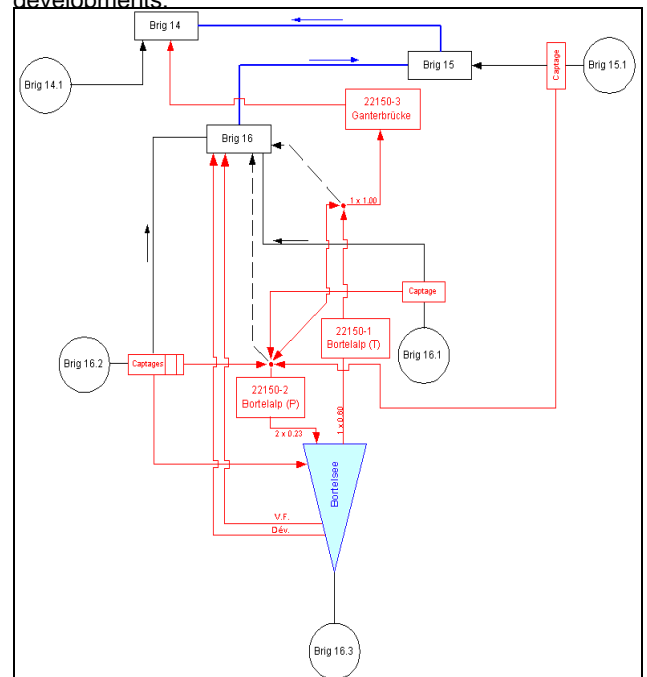 developments.
Brig 14
Brig 14.1
Brig 15
Captage
Brig 15.1
22150-3
Ganterbrücke
Brig 16
1 x 1.00
Captage
22150-1
Bortelalp (T)
Brig 16.1
Brig 16.2
Captages
22150-2
Bortelalp (P)
2 x 0.23
1 x 0.60
Bortelsee
V.F.
Dév.
Brig 16.3